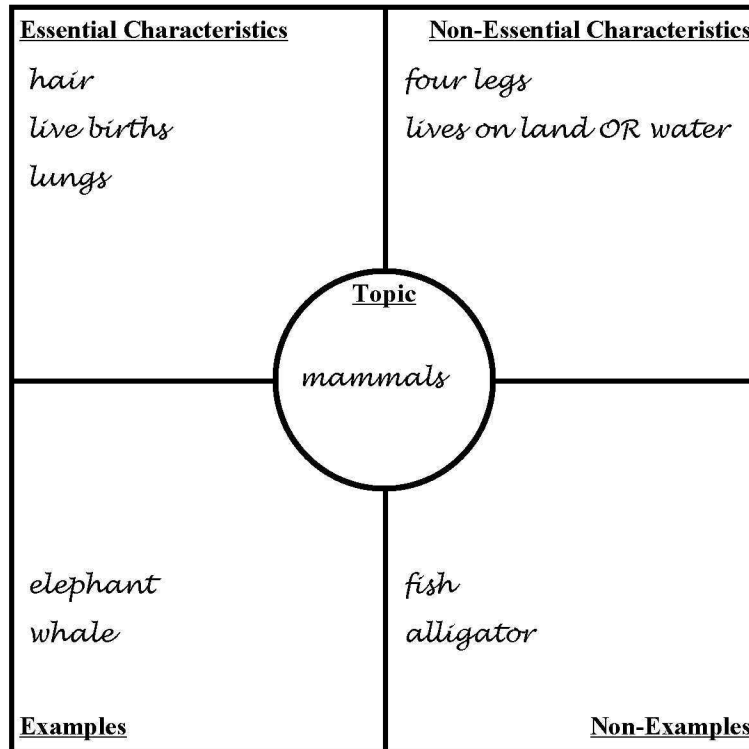 Essential Characteristics
hair
live births
lungs
Non-Essential Characteristics
four legs
lives on land OR water
Topic
mammals
elephant
whale
Examples
fish
alligator
Non-Examples